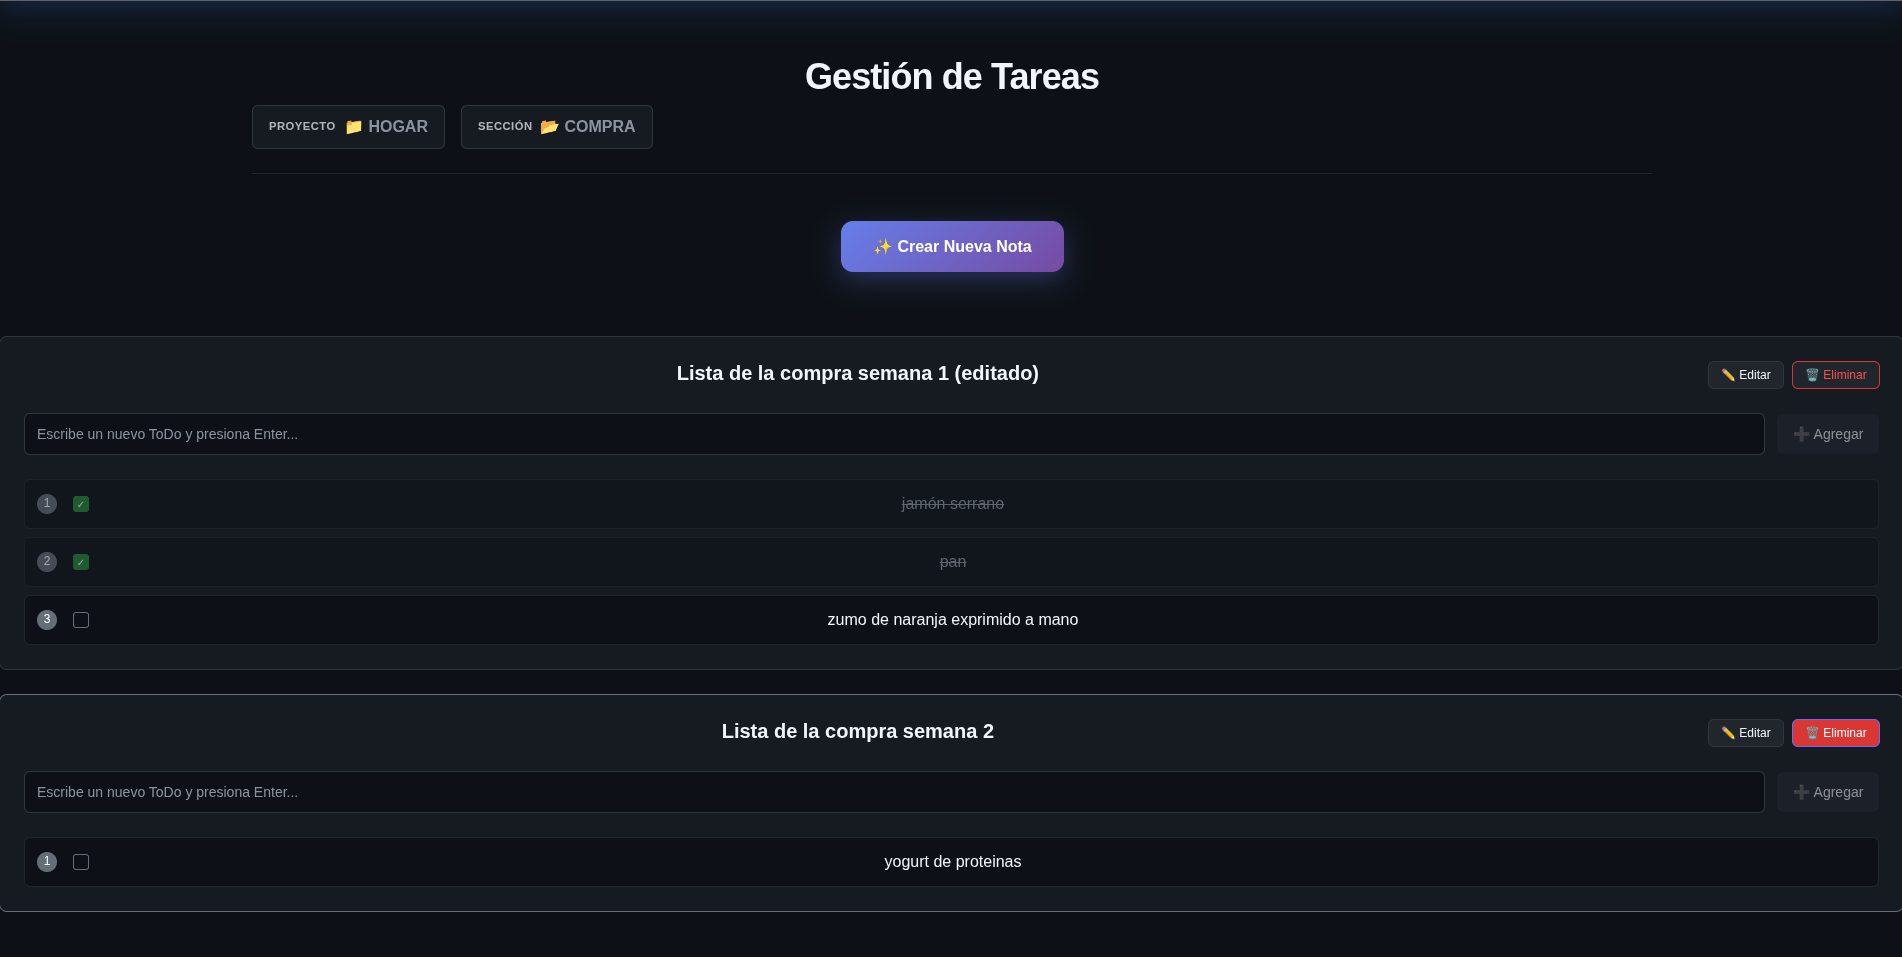 Gestión de Tareas
PROYECTO 📁 HOGAR
SECCIÓN 📂 COMPRA
✨ Crear Nueva Nota
Lista de la compra semana 1 (editado)
✏️ Editar
🗑️ Eliminar
Escribe un nuevo ToDo y presiona Enter...
➕ Agregar
1 ✓ jamón serrano
2 ✓ pan
3 zumo de naranja exprimido a mano
Lista de la compra semana 2
✏️ Editar
🗑️ Eliminar
Escribe un nuevo ToDo y presiona Enter...
➕ Agregar
1 yogurt de proteinas